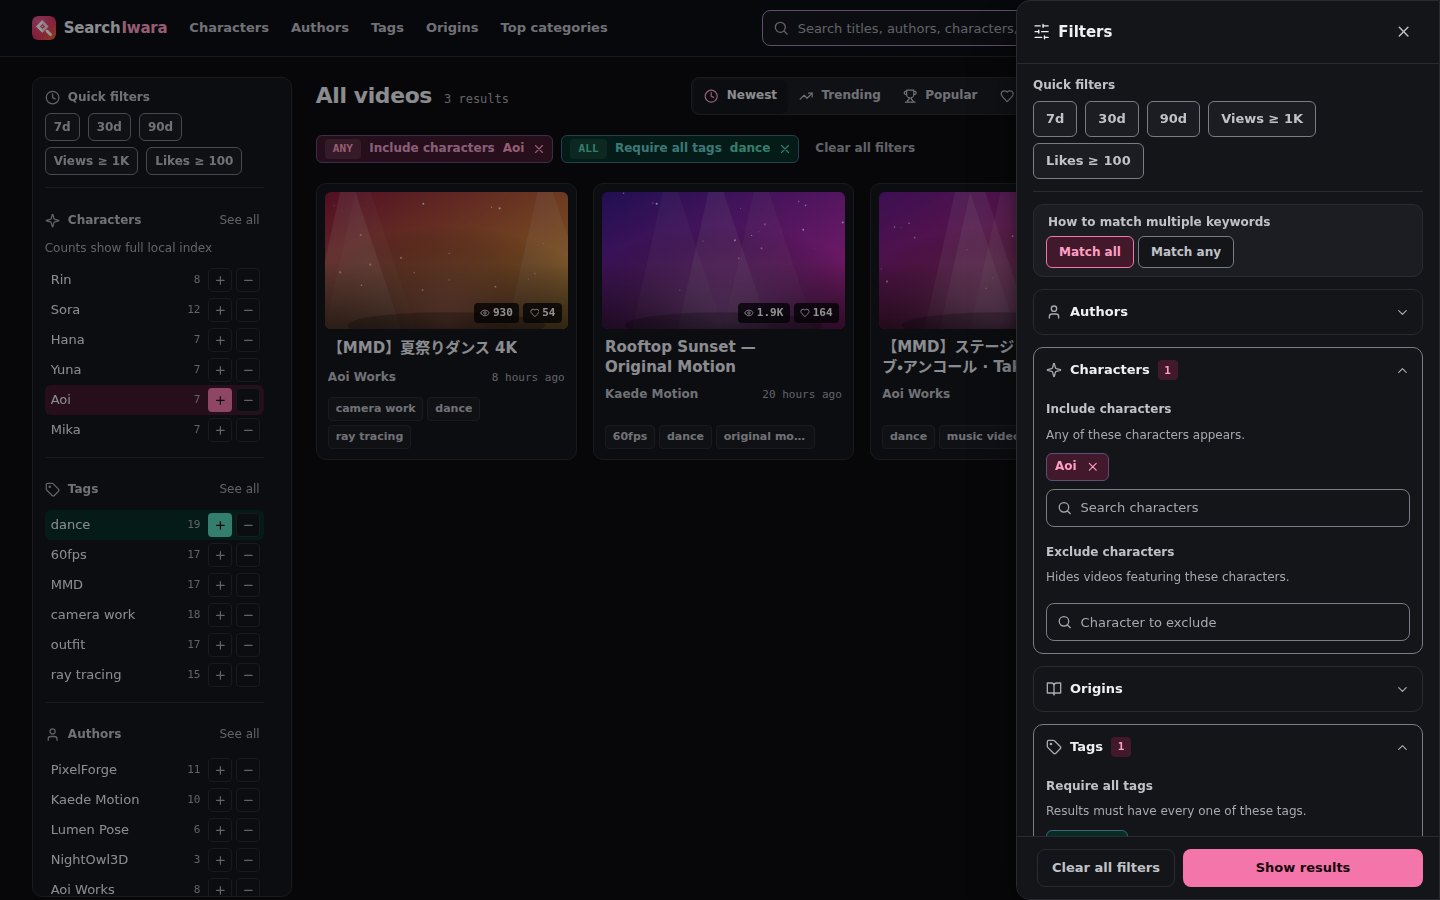 SearchIwara
Characters Authors Tags Origins Top categories
Search titles, authors, characters,
Quick filters
7d 30d 90d
Views ≥ 1K Likes ≥ 100
Characters See all
Counts show full local index
Rin 8 + −
Sora 12 + −
Hana 7 + −
Yuna 7 + −
Aoi 7 + −
Mika 7 + −
Tags See all
dance 19 + −
60fps 17 + −
MMD 17 + −
camera work 18 + −
outfit 17 + −
ray tracing 15 + −
Authors See all
PixelForge 11 + −
Kaede Motion 10 + −
Lumen Pose 6 + −
NightOwl3D 3 + −
Aoi Works 8 + −
All videos 3 results
Newest Trending Popular
ANY Include characters Aoi ×
ALL Require all tags dance ×
Clear all filters
930 54
【MMD】夏祭りダンス 4K
Aoi Works 8 hours ago
camera work dance
ray tracing
1.9K 164
Rooftop Sunset —
Original Motion
Kaede Motion 20 hours ago
60fps dance original mo…
【MMD】ステージ
ブ・アンコール · Tak
Aoi Works
dance music video
Filters ×
Quick filters
7d 30d 90d Views ≥ 1K
Likes ≥ 100
How to match multiple keywords
Match all Match any
Authors
Characters 1
Include characters
Any of these characters appears.
Aoi ×
Search characters
Exclude characters
Hides videos featuring these characters.
Character to exclude
Origins
Tags 1
Require all tags
Results must have every one of these tags.
Clear all filters Show results